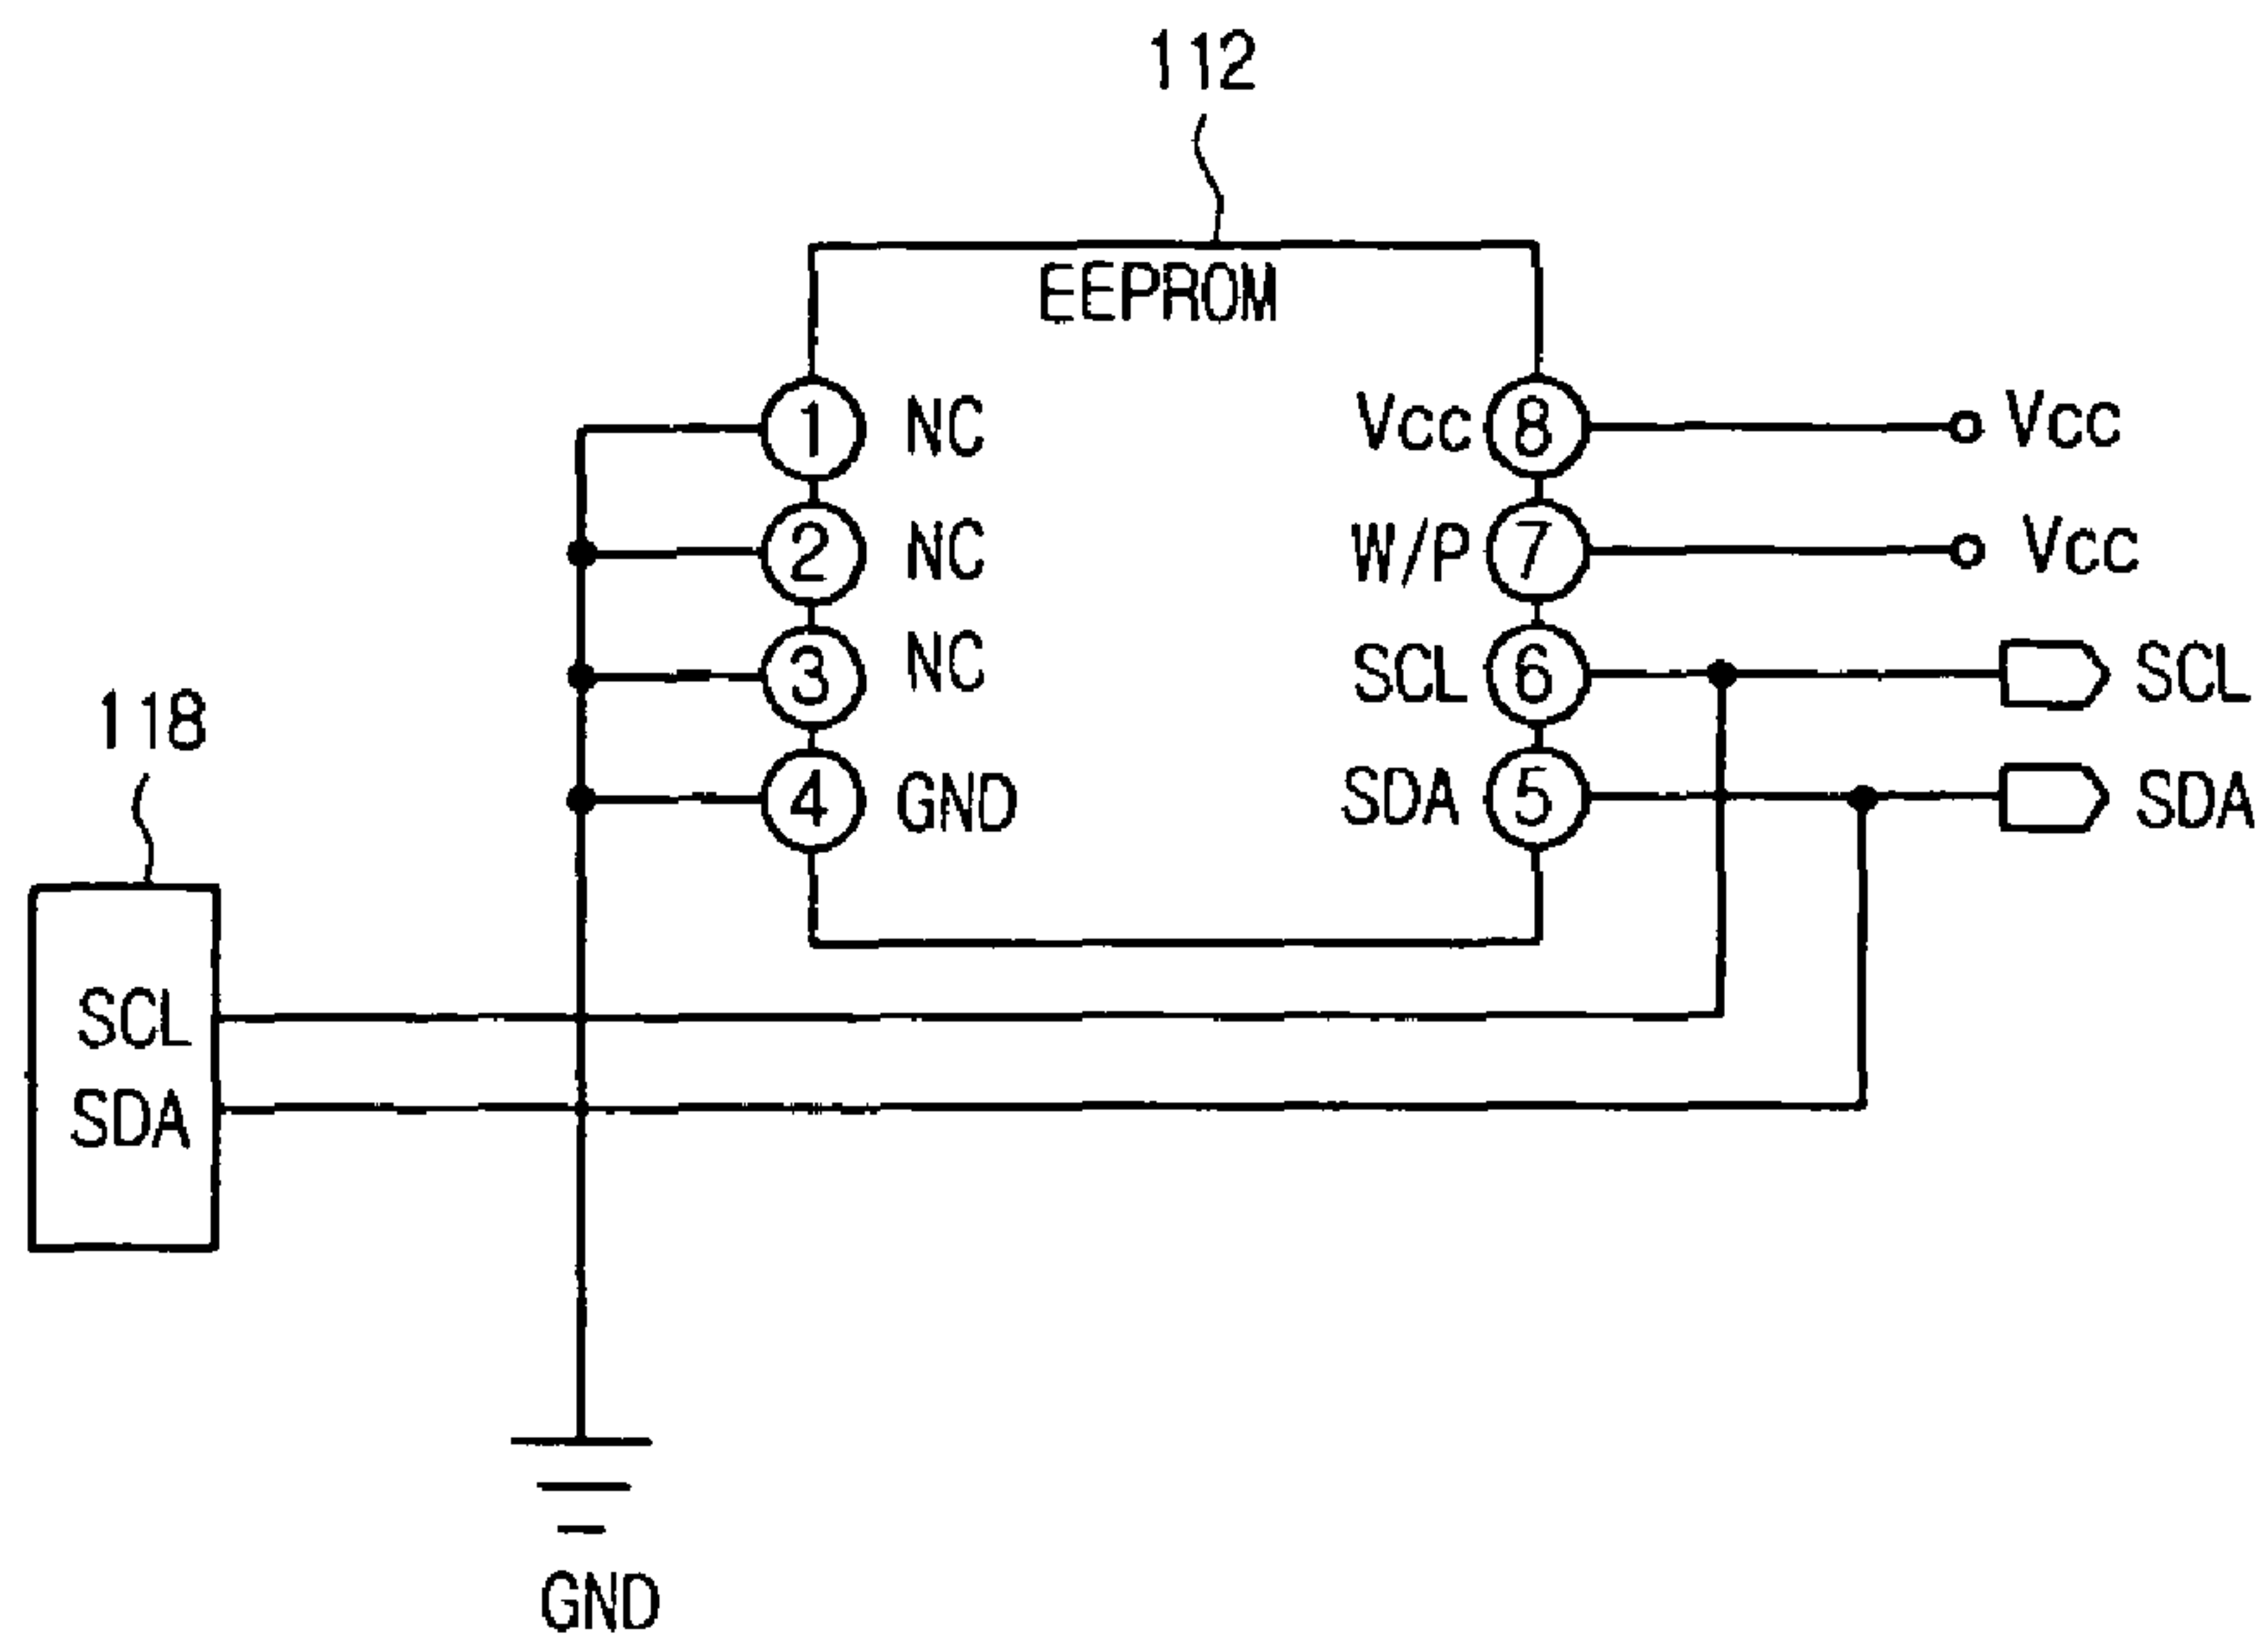 112
EEPROM
1 NC Vcc 8 Vcc
2 NC W/P 7 Vcc
3 NC SCL 6 SCL
118
4 GND SDA 5 SDA
SCL
SDA
GND